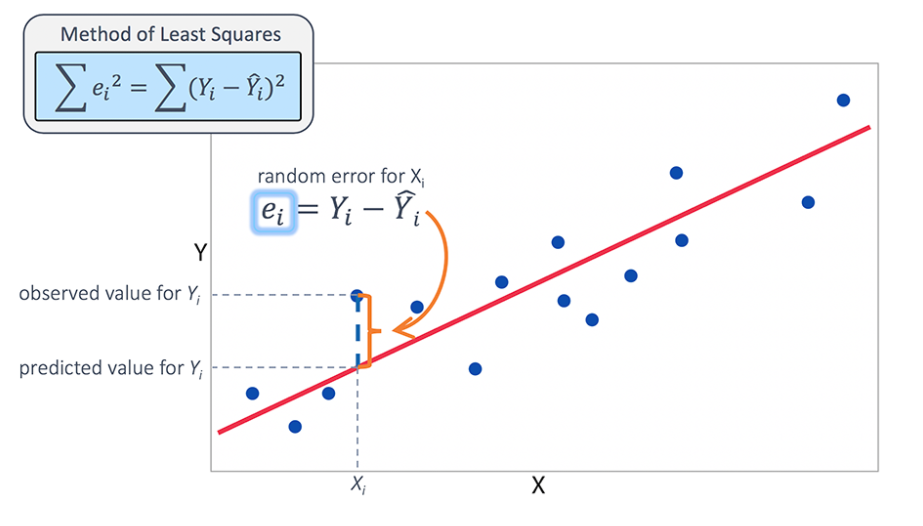 Method of Least Squares
∑ eᵢ² = ∑(Yᵢ − Ŷᵢ)²
random error for Xᵢ
eᵢ = Yᵢ − Ŷᵢ
Y
observed value for Yᵢ
predicted value for Yᵢ
Xᵢ
X